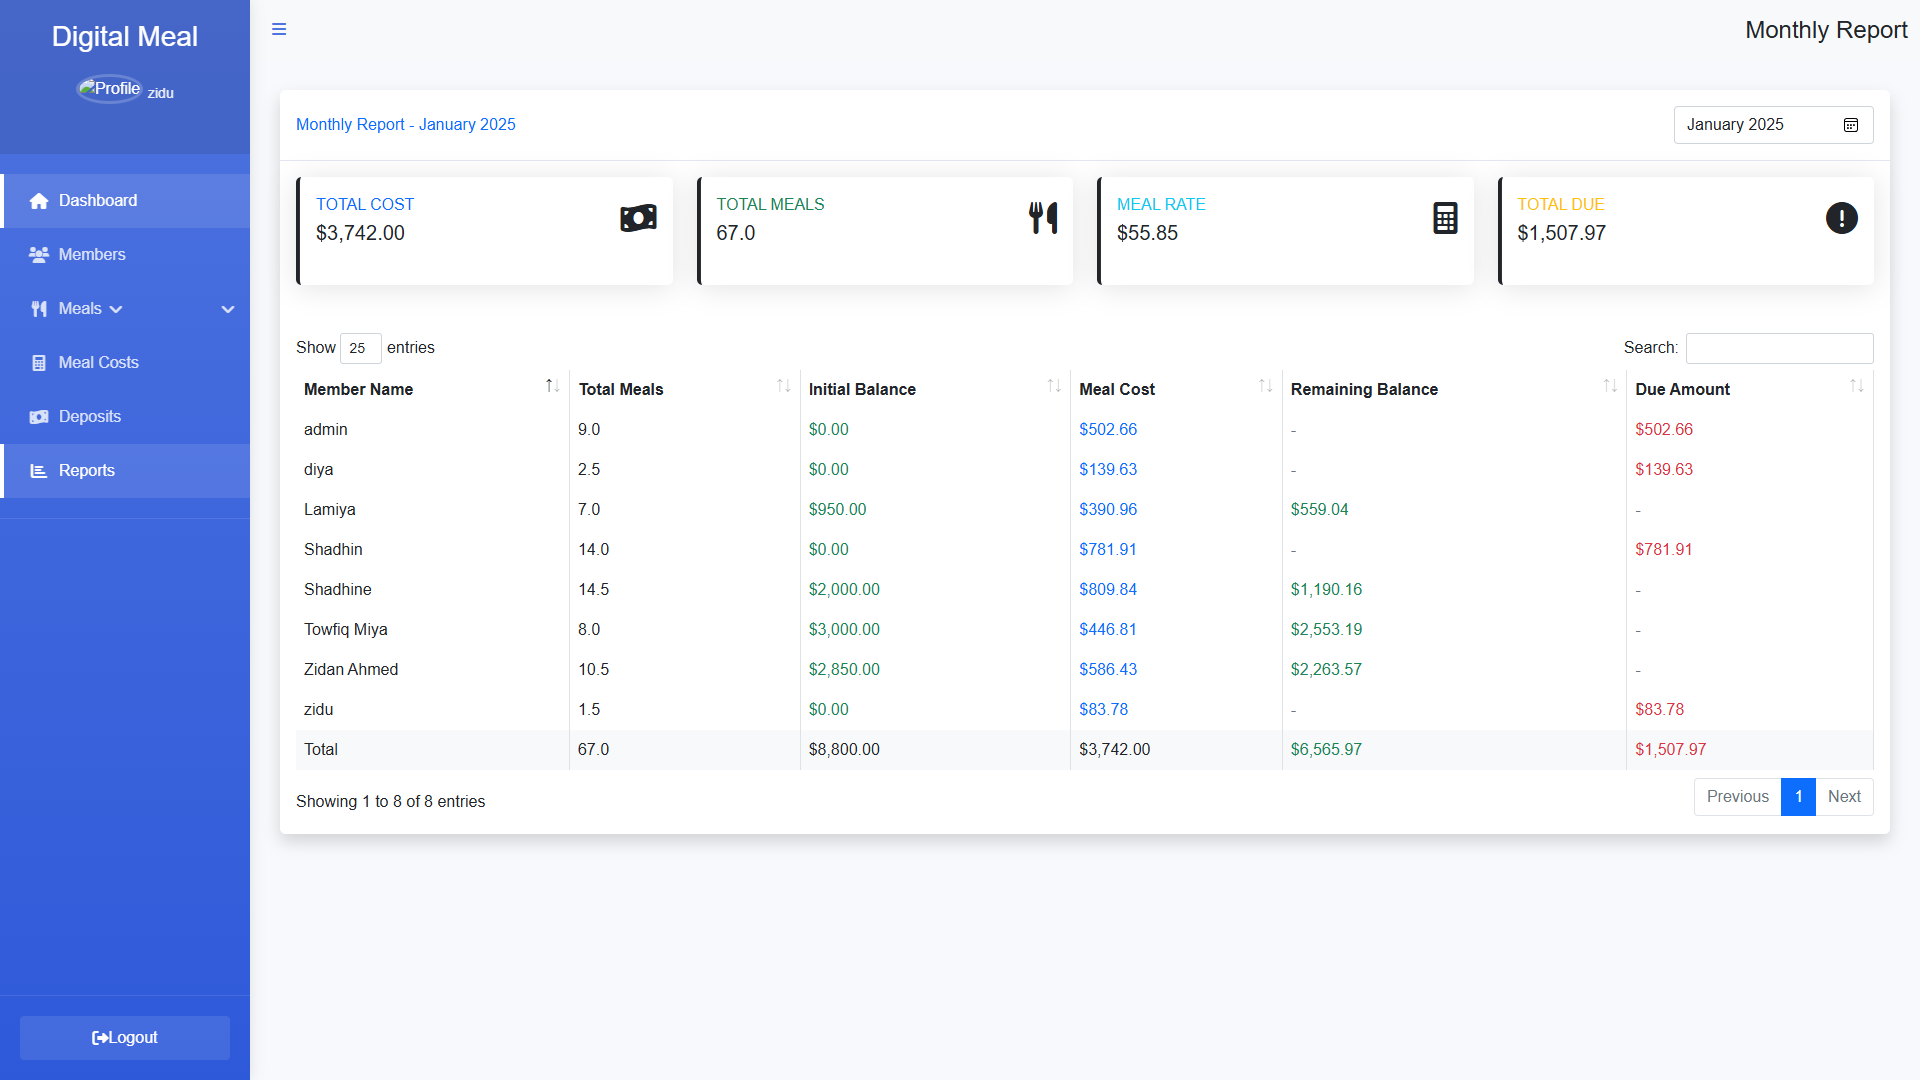 Digital Meal
Monthly Report
Profile zidu
Monthly Report - January 2025
January 2025
Dashboard
Members
Meals
Meal Costs
Deposits
Reports
Logout
TOTAL COST
$3,742.00
TOTAL MEALS
67.0
MEAL RATE
$55.85
TOTAL DUE
$1,507.97
Show 25 entries
Search:
Member Name Total Meals Initial Balance Meal Cost Remaining Balance Due Amount
admin 9.0 $0.00 $502.66 - $502.66
diya 2.5 $0.00 $139.63 - $139.63
Lamiya 7.0 $950.00 $390.96 $559.04 -
Shadhin 14.0 $0.00 $781.91 - $781.91
Shadhine 14.5 $2,000.00 $809.84 $1,190.16 -
Towfiq Miya 8.0 $3,000.00 $446.81 $2,553.19 -
Zidan Ahmed 10.5 $2,850.00 $586.43 $2,263.57 -
zidu 1.5 $0.00 $83.78 - $83.78
Total 67.0 $8,800.00 $3,742.00 $6,565.97 $1,507.97
Showing 1 to 8 of 8 entries
Previous 1 Next